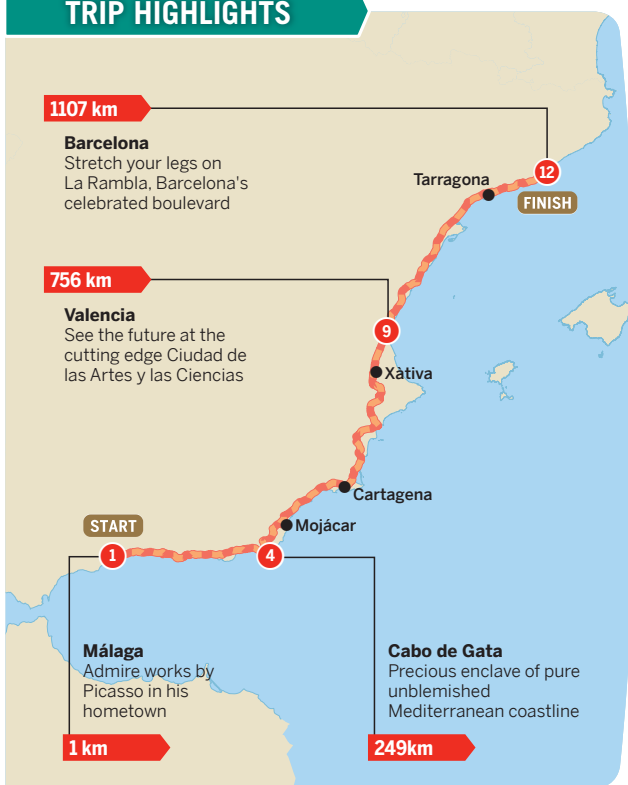 TRIP HIGHLIGHTS
1107 km
Barcelona
Stretch your legs on
La Rambla, Barcelona's
celebrated boulevard
Tarragona
12
FINISH
756 km
Valencia
See the future at the
cutting edge Ciudad de
las Artes y las Ciencias
9
Xàtiva
Cartagena
Mojácar
START
1
4
Málaga
Admire works by
Picasso in his
hometown
1 km
Cabo de Gata
Precious enclave of pure
unblemished
Mediterranean coastline
249km